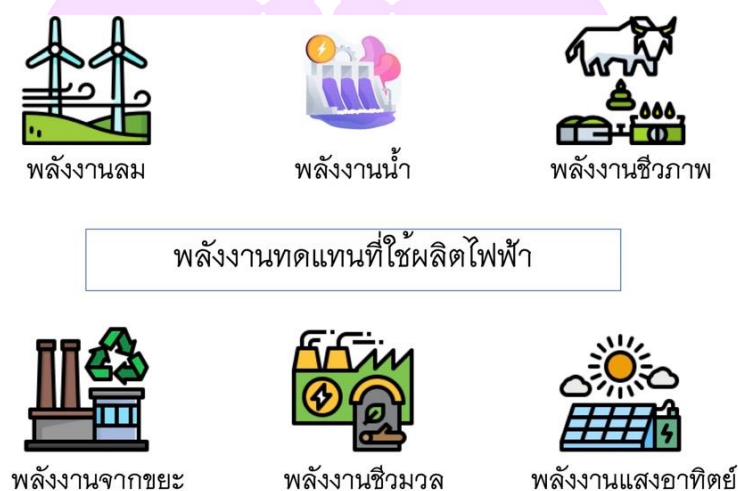 พลังงานลม
พลังงานน้ำ
พลังงานชีวภาพ
พลังงานทดแทนที่ใช้ผลิตไฟฟ้า
พลังงานจากขยะ
พลังงานชีวมวล
พลังงานแสงอาทิตย์